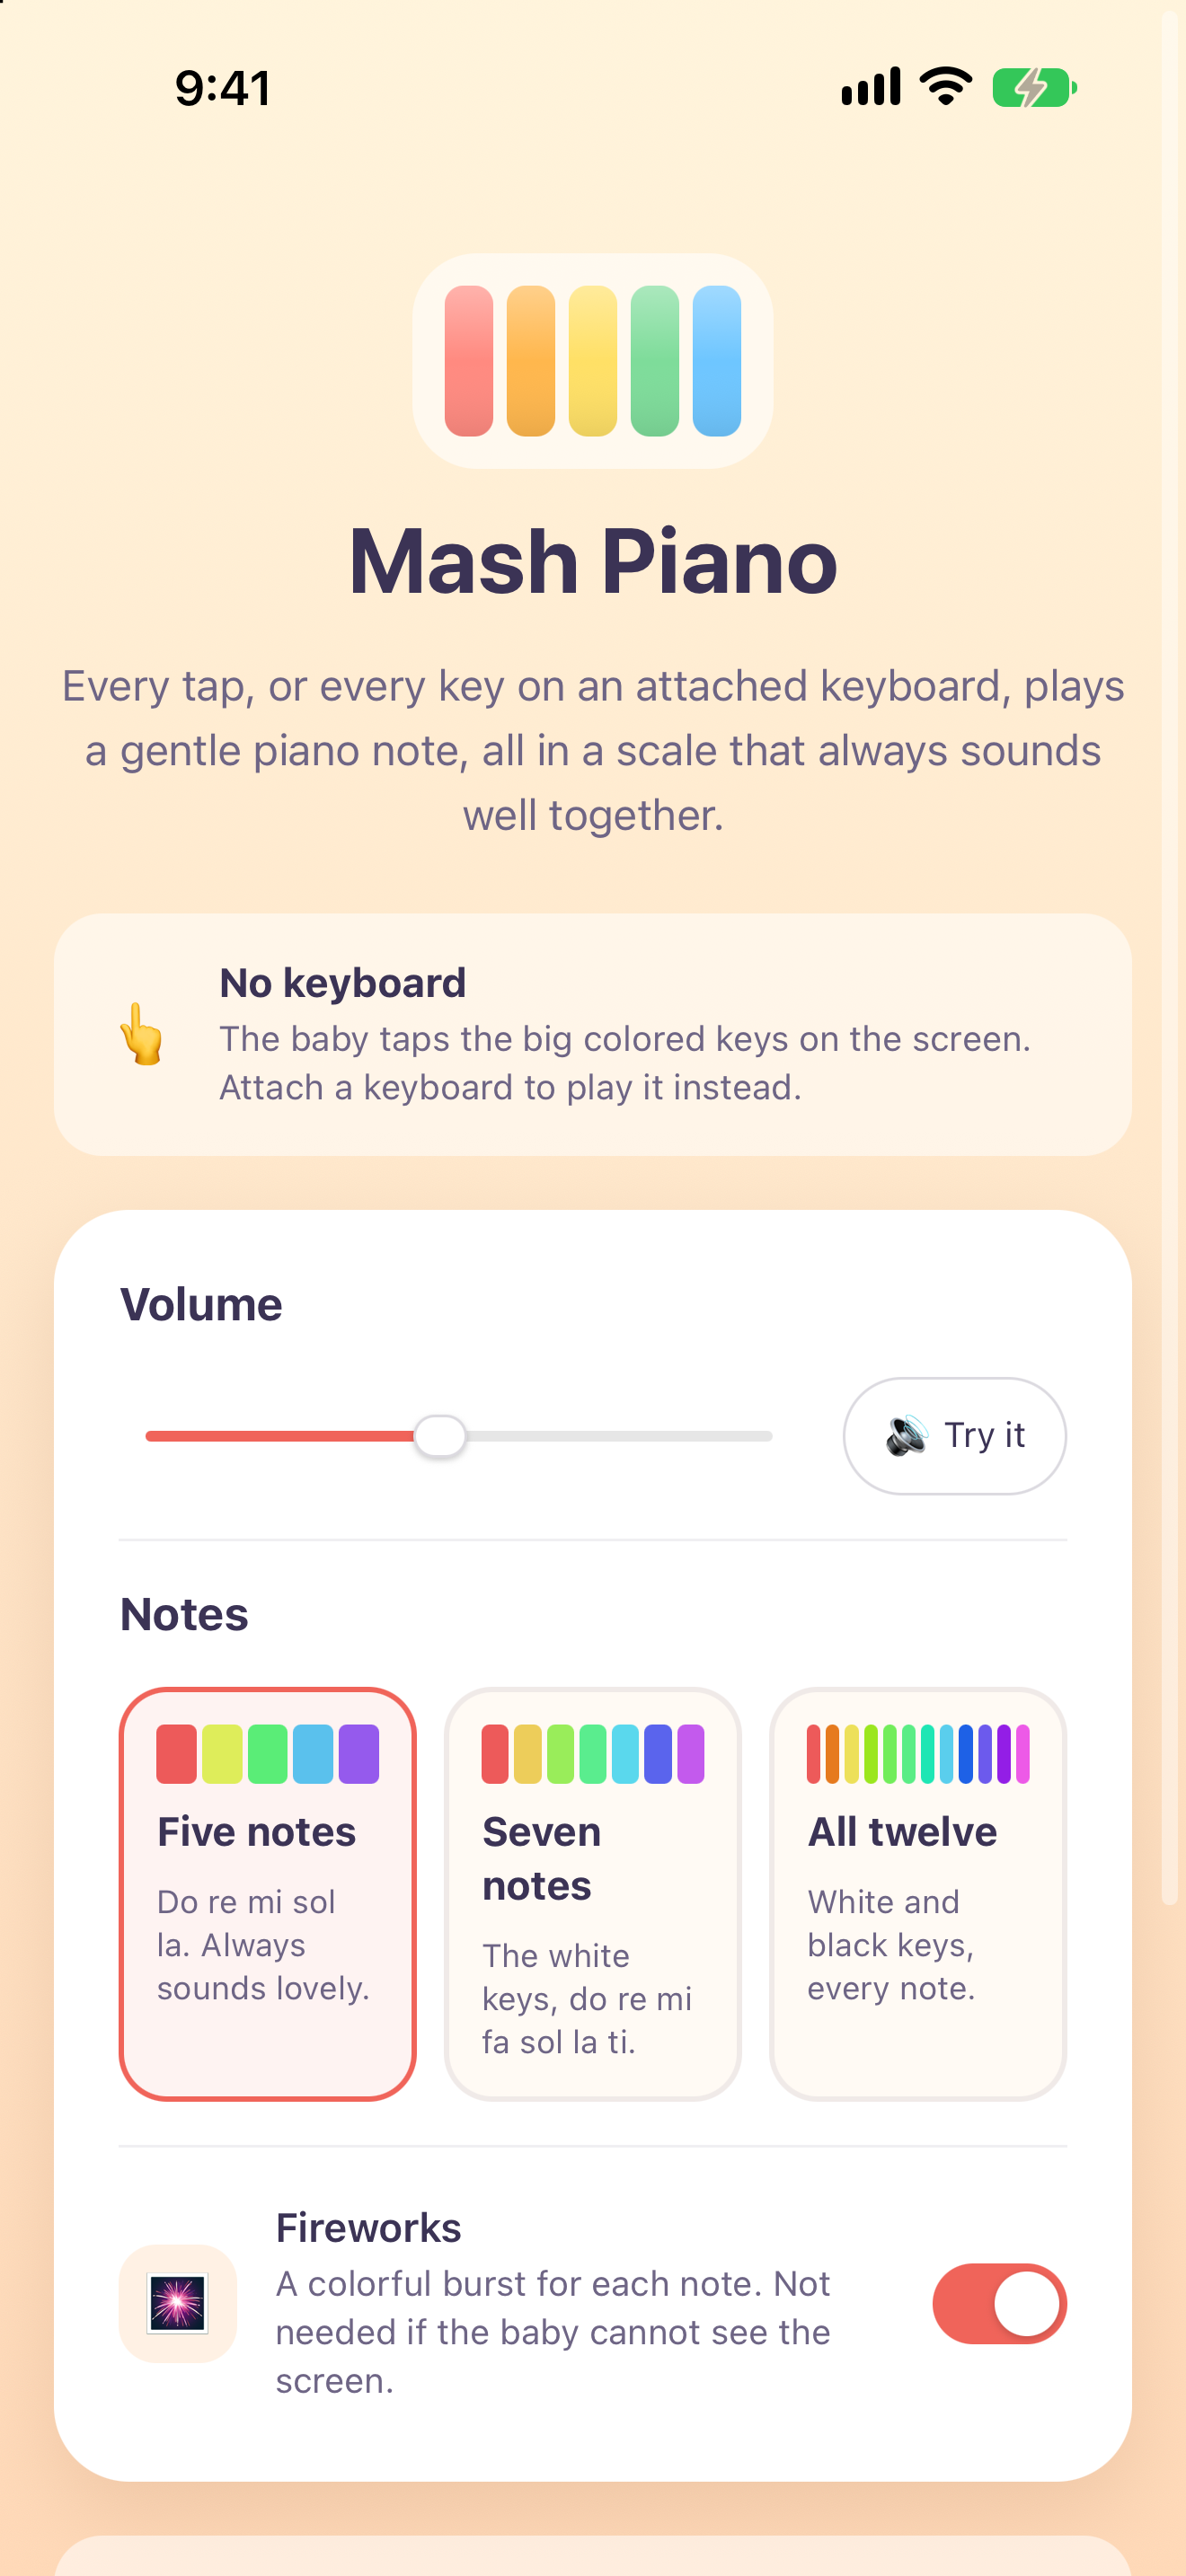 9:41
Mash Piano
Every tap, or every key on an attached keyboard, plays
a gentle piano note, all in a scale that always sounds
well together.
No keyboard
The baby taps the big colored keys on the screen.
Attach a keyboard to play it instead.
Volume
Try it
Notes
Five notes
Do re mi sol
la. Always
sounds lovely.
Seven
notes
The white
keys, do re mi
fa sol la ti.
All twelve
White and
black keys,
every note.
Fireworks
A colorful burst for each note. Not
needed if the baby cannot see the
screen.